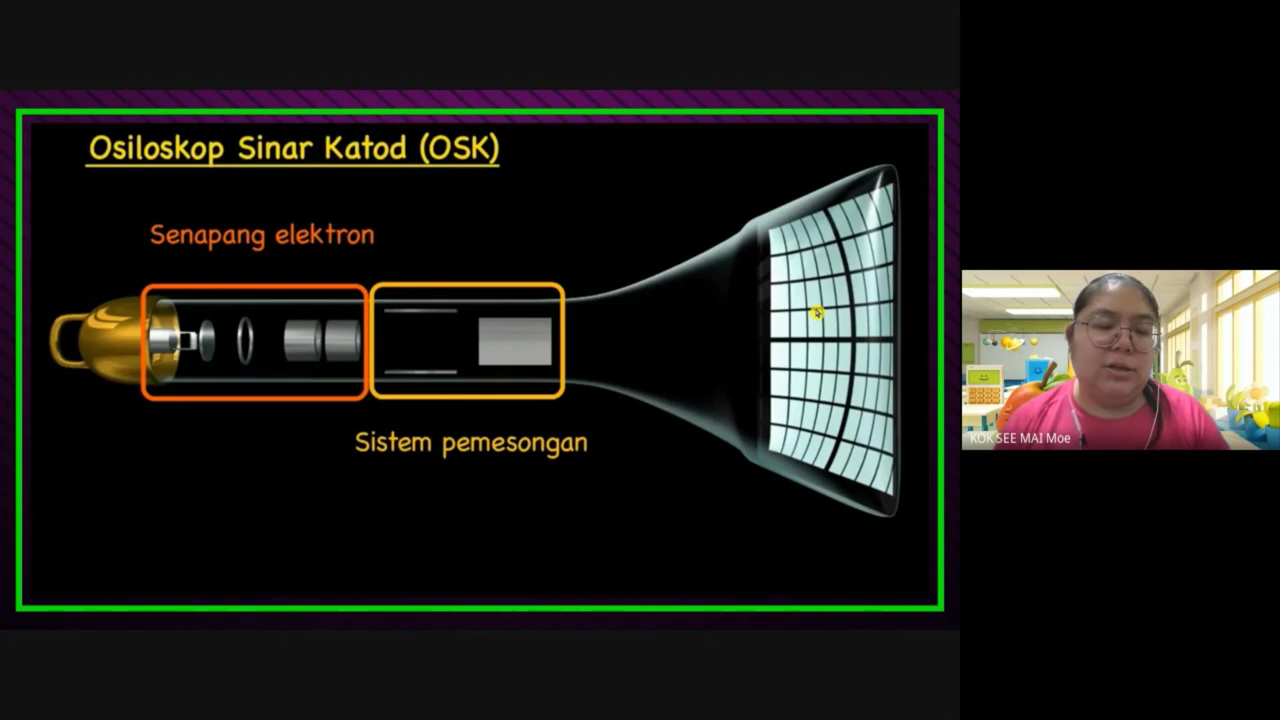 Osiloskop Sinar Katod (OSK)
Senapang elektron
Sistem pemesongan
KOK SEE MAI Moe